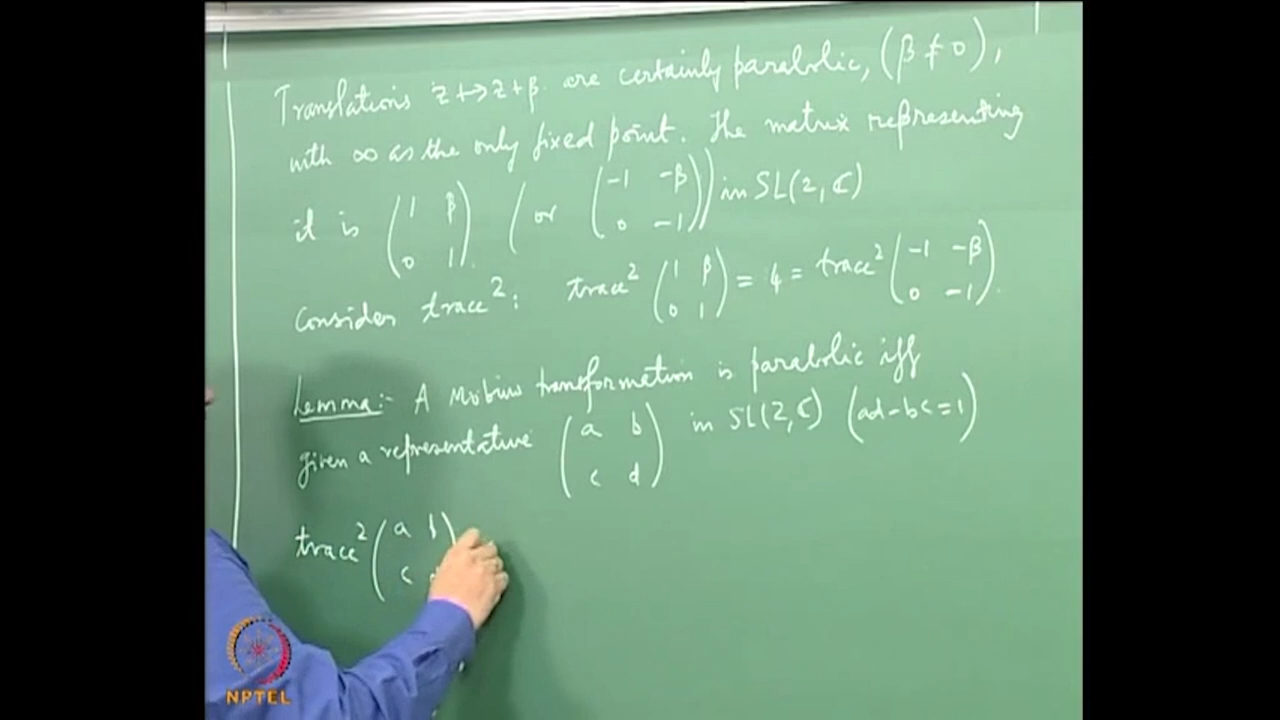 Translations z ↦ z+β are certainly parabolic, (β ≠ 0),
with ∞ as the only fixed point. The matrix representing
it is (1 β; 0 1) (or (-1 -β; 0 -1)) in SL(2,ℂ)
Consider trace²: trace² (1 β; 0 1) = 4 = trace² (-1 -β; 0 -1).
Lemma:- A Möbius transformation is parabolic iff
given a representative (a b; c d) in SL(2,ℂ) (ad-bc=1)
trace² (a b; c
NPTEL